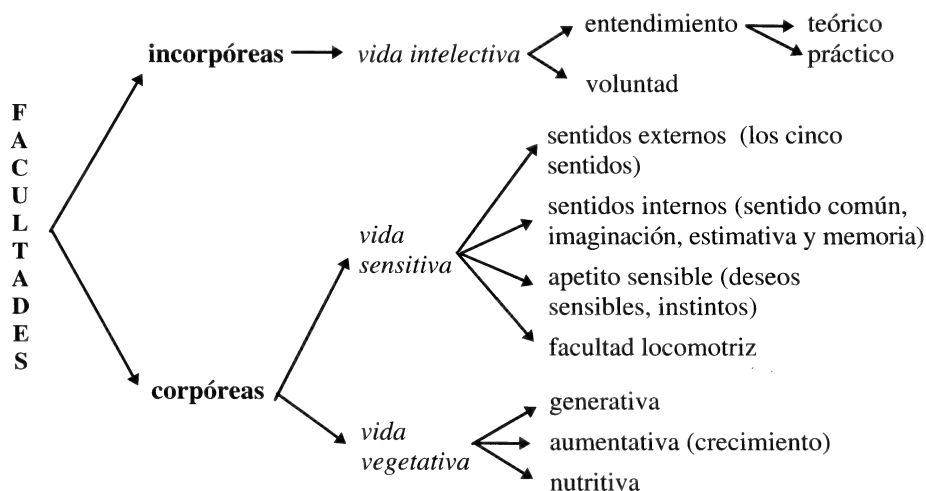 FACULTADES
incorpóreas
vida intelectiva
entendimiento
teórico
práctico
voluntad
corpóreas
vida
sensitiva
sentidos externos (los cinco
sentidos)
sentidos internos (sentido común,
imaginación, estimativa y memoria)
apetito sensible (deseos
sensibles, instintos)
facultad locomotriz
vida
vegetativa
generativa
aumentativa (crecimiento)
nutritiva